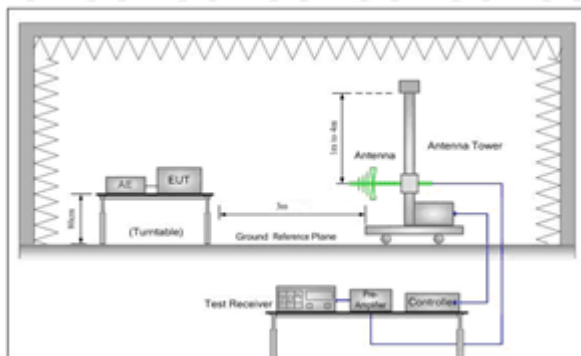 1m to 4m
Antenna
Antenna Tower
AE
EUT
80cm
3m
(Turntable)
Ground Reference Plane
Test Receiver
Pre-
Amplifier
Controller